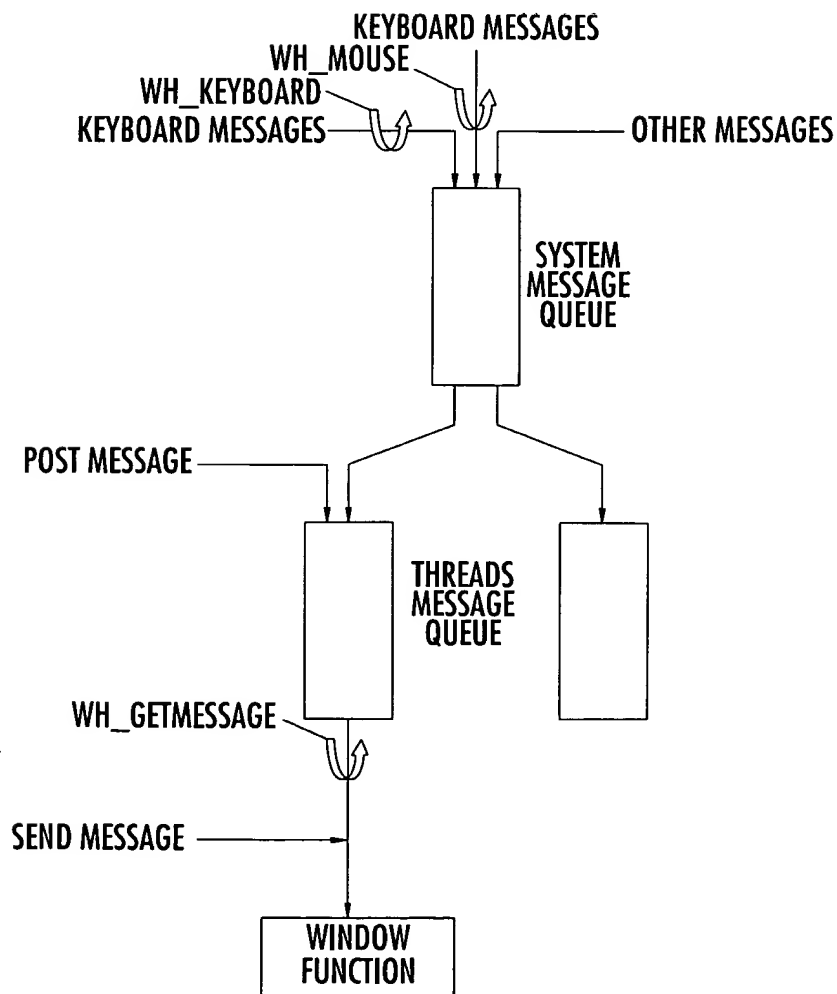 KEYBOARD MESSAGES
WH_MOUSE
WH_KEYBOARD
KEYBOARD MESSAGES
OTHER MESSAGES
SYSTEM
MESSAGE
QUEUE
POST MESSAGE
THREADS
MESSAGE
QUEUE
WH_GETMESSAGE
SEND MESSAGE
WINDOW
FUNCTION